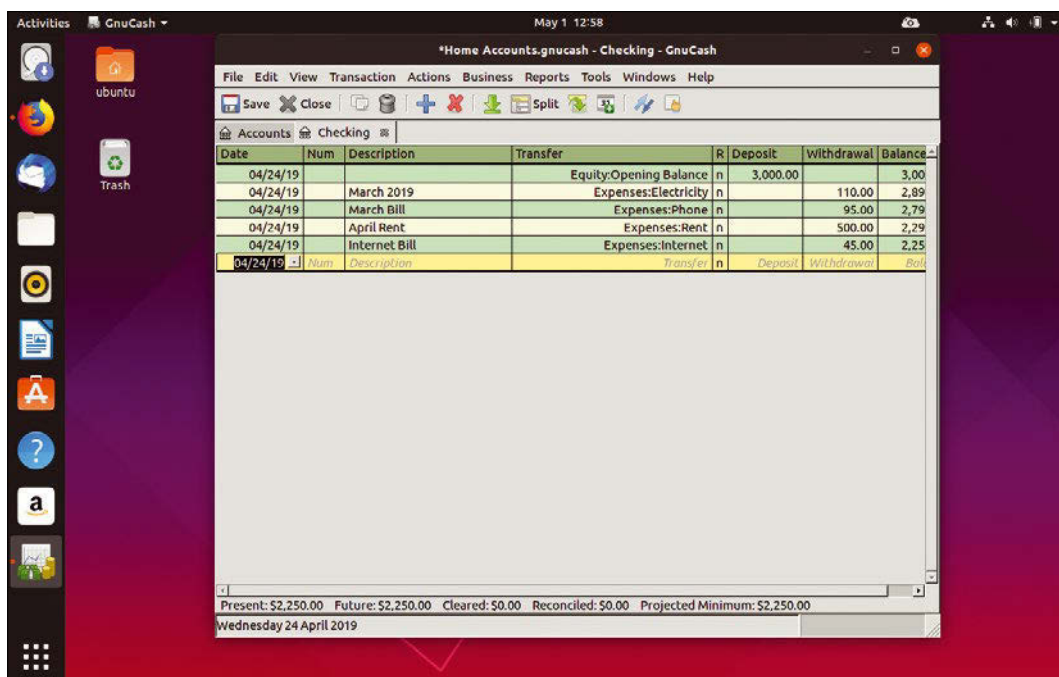 Activities GnuCash May 1 12:58
ubuntu
Trash
*Home Accounts.gnucash - Checking - GnuCash
File Edit View Transaction Actions Business Reports Tools Windows Help
Save Close Split
Accounts Checking
Date Num Description Transfer R Deposit Withdrawal Balance
04/24/19 Equity:Opening Balance n 3,000.00 3,00
04/24/19 March 2019 Expenses:Electricity n 110.00 2,89
04/24/19 March Bill Expenses:Phone n 95.00 2,79
04/24/19 April Rent Expenses:Rent n 500.00 2,29
04/24/19 Internet Bill Expenses:Internet n 45.00 2,25
04/24/19 Num Description Transfer n Deposit Withdrawal Bala
Present: $2,250.00 Future: $2,250.00 Cleared: $0.00 Reconciled: $0.00 Projected Minimum: $2,250.00
Wednesday 24 April 2019